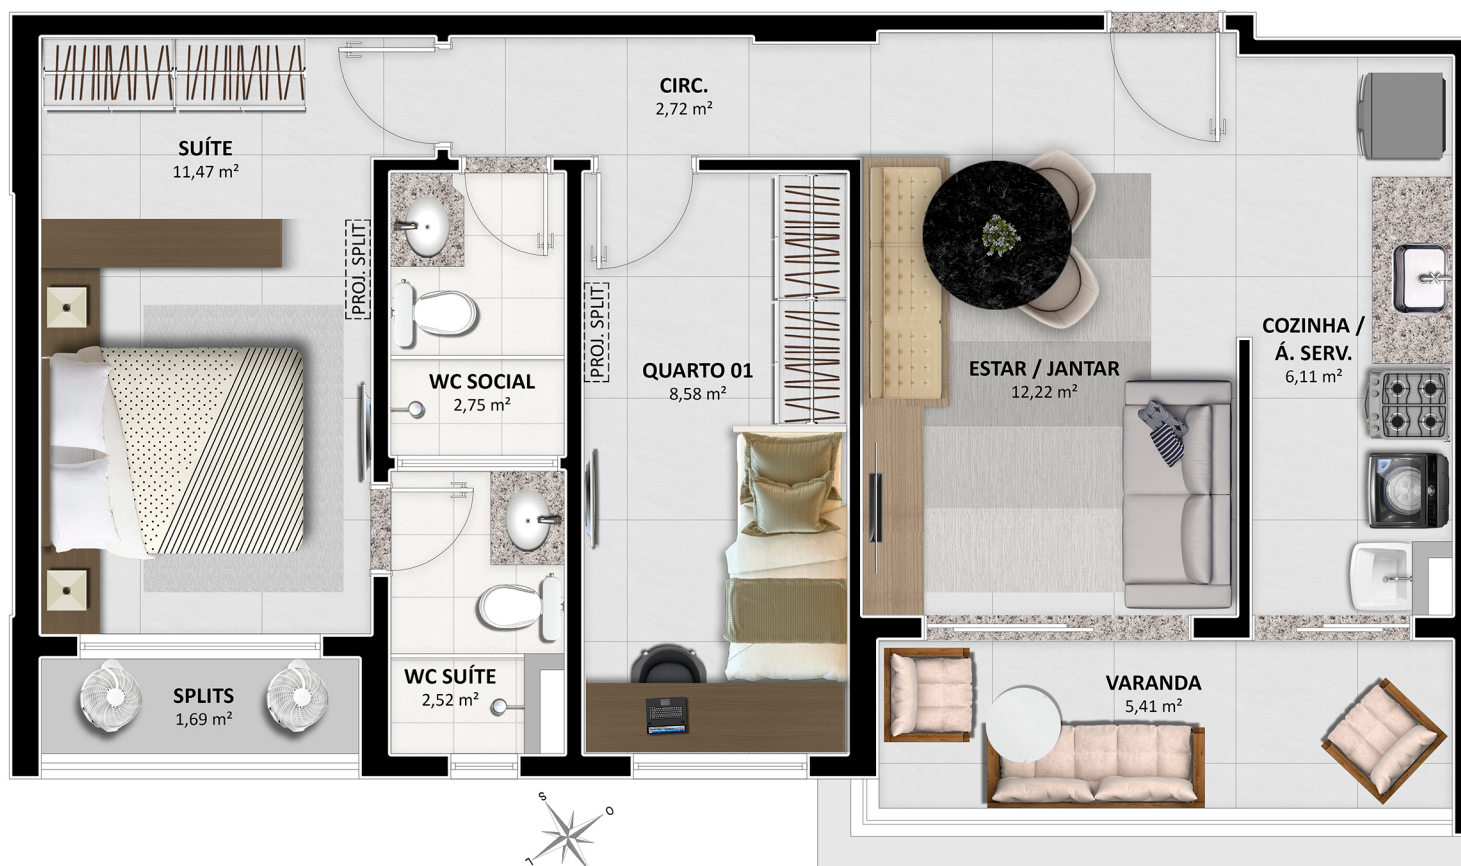 CIRC.
2,72 m²
SUÍTE
11,47 m²
PROJ. SPLIT
PROJ. SPLIT
WC SOCIAL
2,75 m²
QUARTO 01
8,58 m²
ESTAR / JANTAR
12,22 m²
COZINHA /
Á. SERV.
6,11 m²
WC SUÍTE
2,52 m²
SPLITS
1,69 m²
VARANDA
5,41 m²
S
O
L